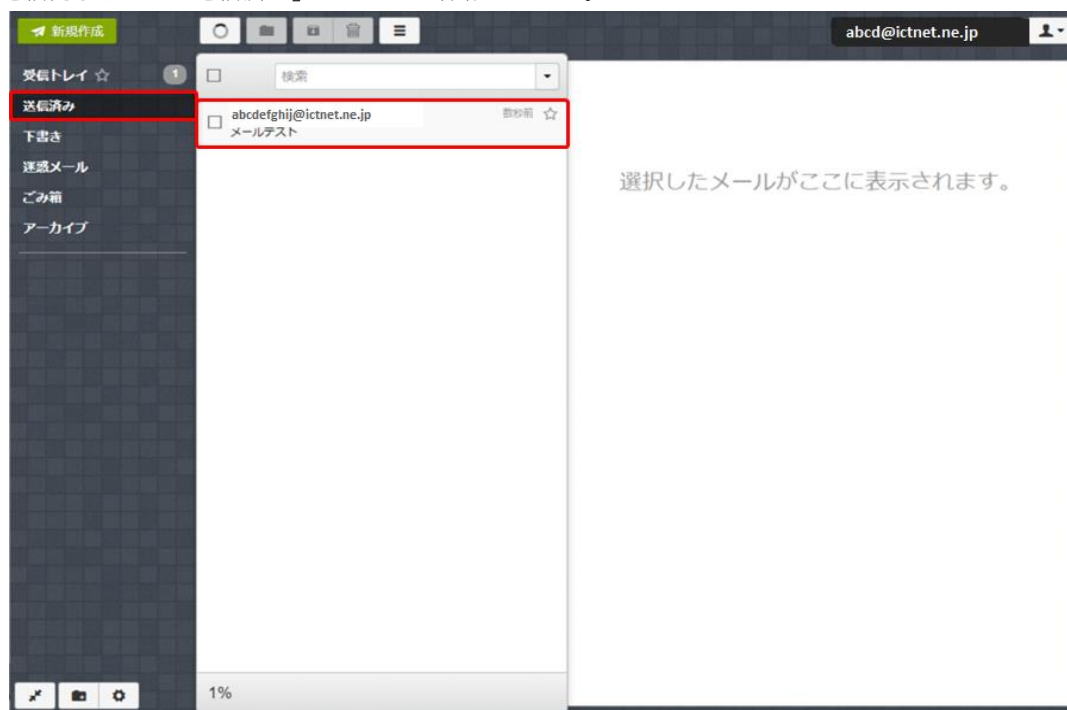 新規作成
abcd@ictnet.ne.jp
受信トレイ
1
検索
送信済み
abcdefghij@ictnet.ne.jp
数秒前
メールテスト
下書き
迷惑メール
ごみ箱
アーカイブ
選択したメールがここに表示されます。
1%